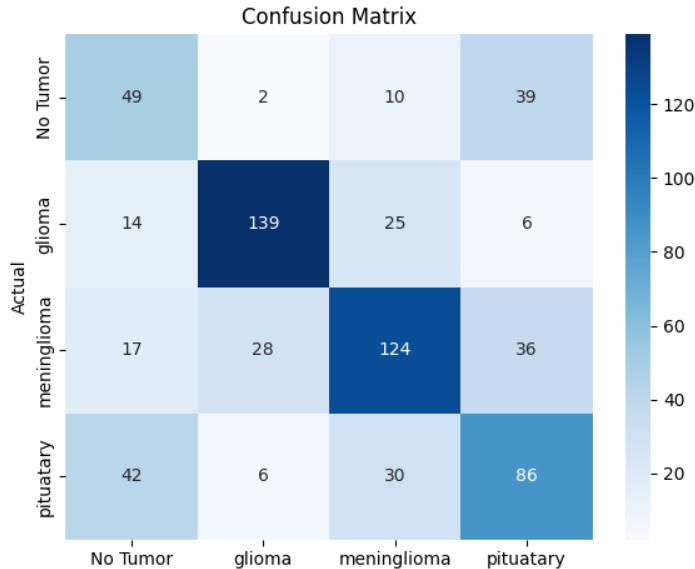 Confusion Matrix
Actual
No Tumor 49 2 10 39
glioma 14 139 25 6
meninglioma 17 28 124 36
pituatary 42 6 30 86
No Tumor glioma meninglioma pituatary
120
100
80
60
40
20